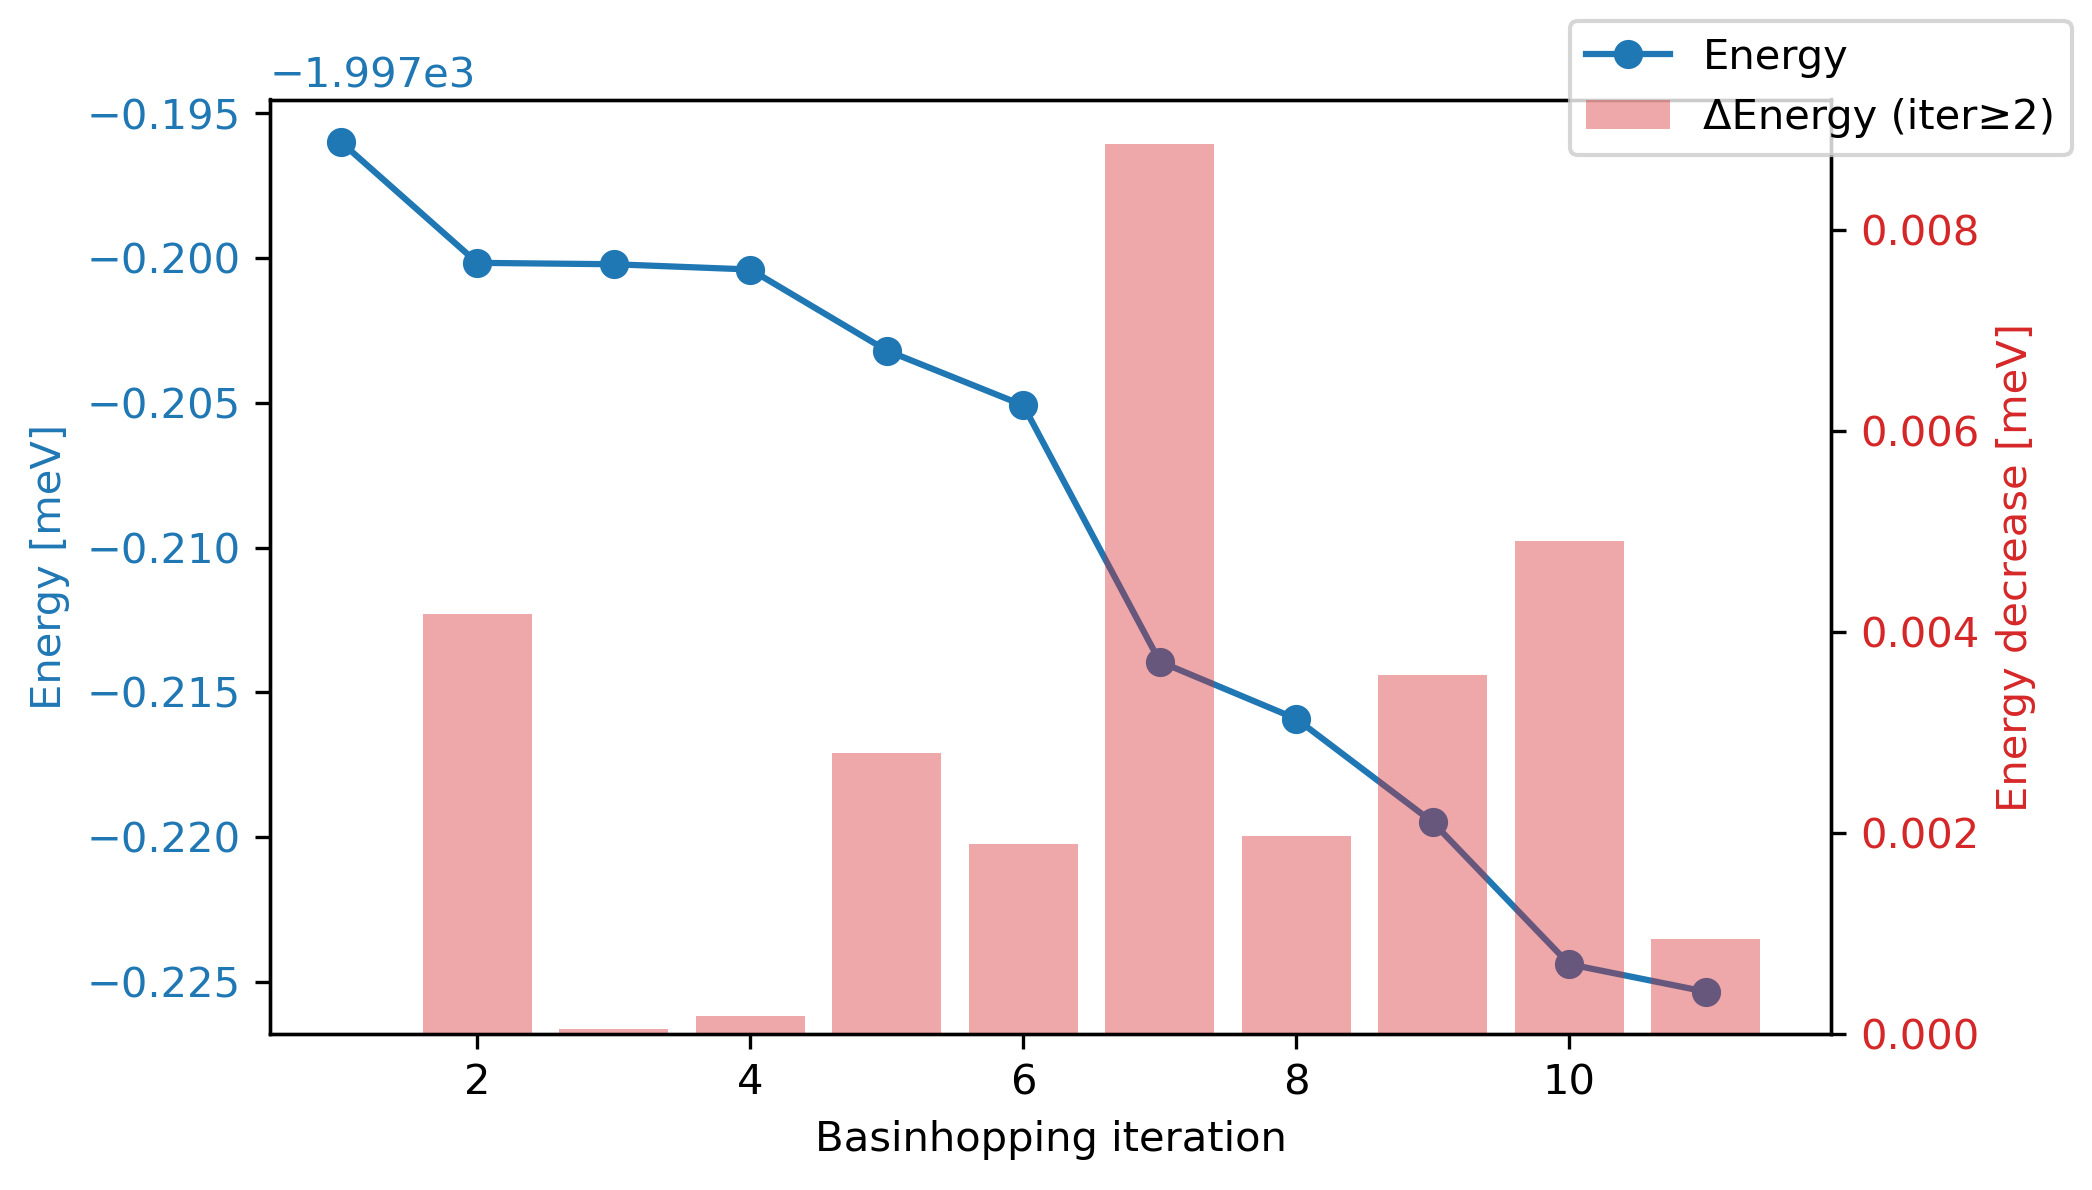 Energy
ΔEnergy (iter≥2)
−1.997e3
−0.195
−0.200
−0.205
−0.210
−0.215
−0.220
−0.225
Energy [meV]
0.008
0.006
0.004
0.002
0.000
Energy decrease [meV]
2 4 6 8 10
Basinhopping iteration